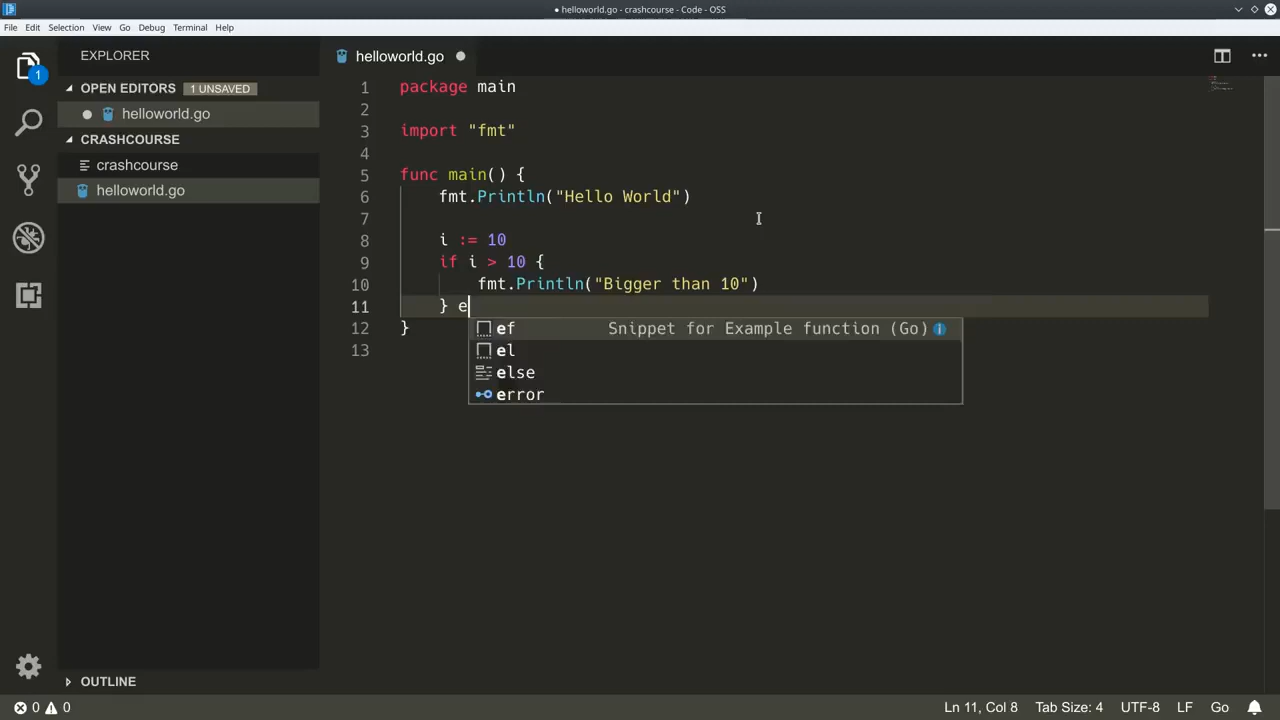 helloworld.go - crashcourse - Code - OSS
File Edit Selection View Go Debug Terminal Help
EXPLORER
helloworld.go
1
OPEN EDITORS 1 UNSAVED
helloworld.go
CRASHCOURSE
crashcourse
helloworld.go
1 package main
2
3 import "fmt"
4
5 func main() {
6 fmt.Println("Hello World")
7
8 i := 10
9 if i > 10 {
10 fmt.Println("Bigger than 10")
11 } e
12 }
13
ef Snippet for Example function (Go)
el
else
error
OUTLINE
0 0 Ln 11, Col 8 Tab Size: 4 UTF-8 LF Go